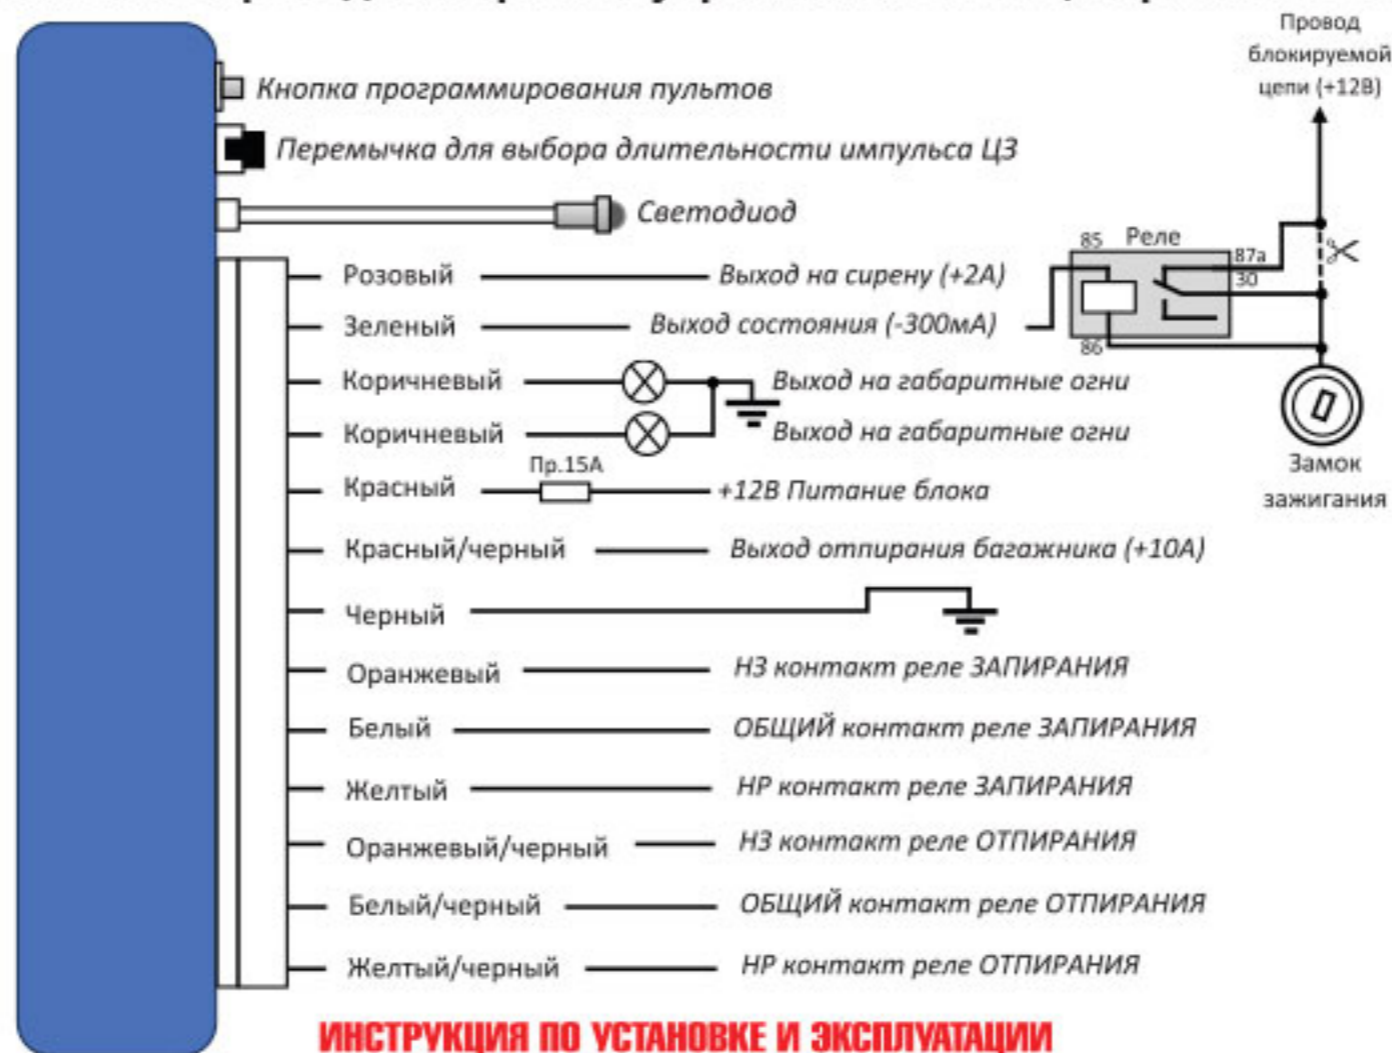 Провод
блокируемой
цепи (+12В)
Кнопка программирования пультов
Перемычка для выбора длительности импульса ЦЗ
Светодиод
85 Реле
87а
30
86
Розовый Выход на сирену (+2А)
Зеленый Выход состояния (-300мА)
Коричневый Выход на габаритные огни
Коричневый Выход на габаритные огни
Замок
зажигания
Пр.15А
Красный +12В Питание блока
Красный/черный Выход отпирания багажника (+10А)
Черный
Оранжевый НЗ контакт реле ЗАПИРАНИЯ
Белый ОБЩИЙ контакт реле ЗАПИРАНИЯ
Желтый НР контакт реле ЗАПИРАНИЯ
Оранжевый/черный НЗ контакт реле ОТПИРАНИЯ
Белый/черный ОБЩИЙ контакт реле ОТПИРАНИЯ
Желтый/черный НР контакт реле ОТПИРАНИЯ
ИНСТРУКЦИЯ ПО УСТАНОВКЕ И ЭКСПЛУАТАЦИИ